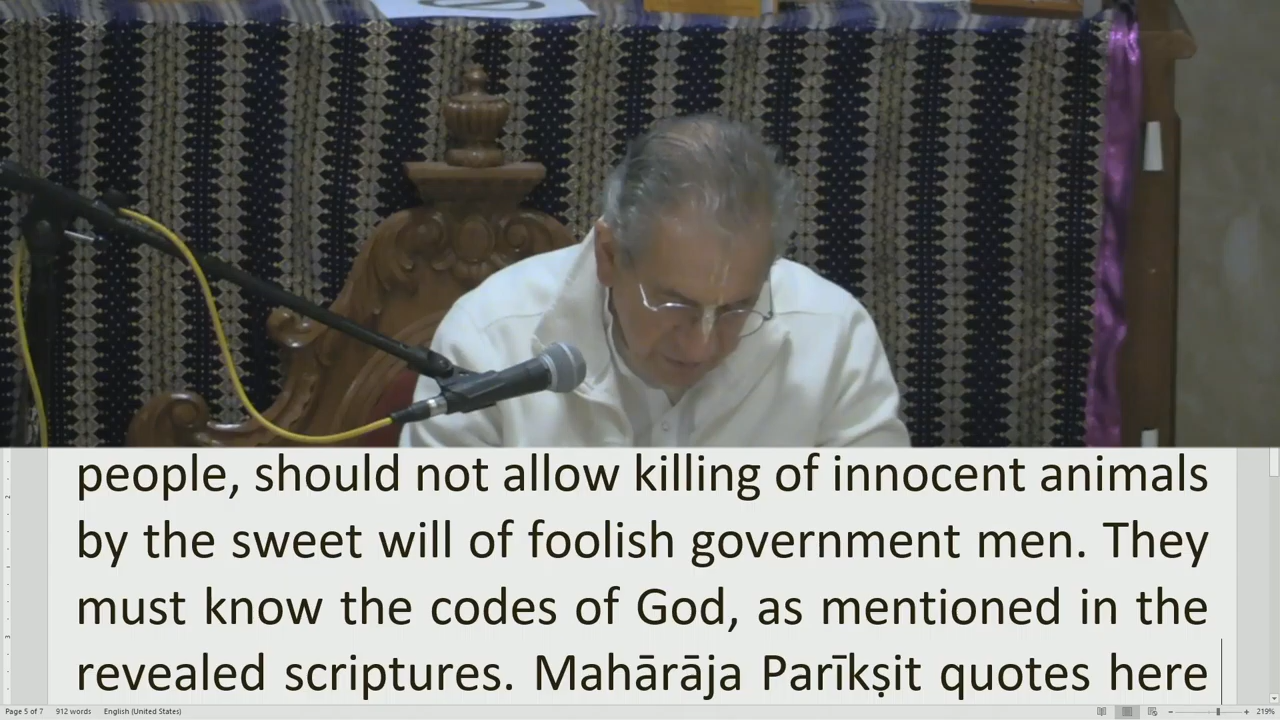 people, should not allow killing of innocent animals
by the sweet will of foolish government men. They
must know the codes of God, as mentioned in the
revealed scriptures. Mahārāja Parīkṣit quotes here
Page 5 of 7 912 words English (United States) 219%